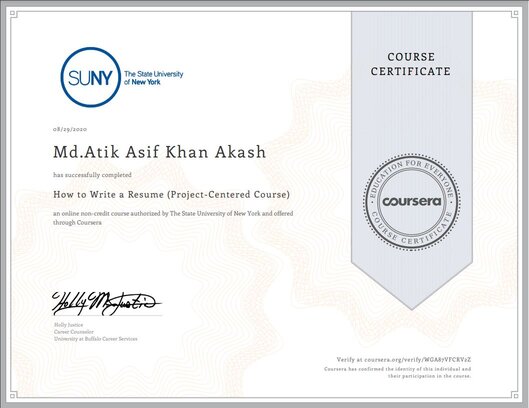 SUNY
The State University
of New York
COURSE
CERTIFICATE
08/29/2020
Md.Atik Asif Khan Akash
has successfully completed
How to Write a Resume (Project-Centered Course)
an online non-credit course authorized by The State University of New York and offered
through Coursera
EDUCATION FOR EVERYONE
coursera
COURSE CERTIFICATE
Holly Justice
Career Counselor
University at Buffalo Career Services
Verify at coursera.org/verify/WGA87VFCRV2Z
Coursera has confirmed the identity of this individual and
their participation in the course.